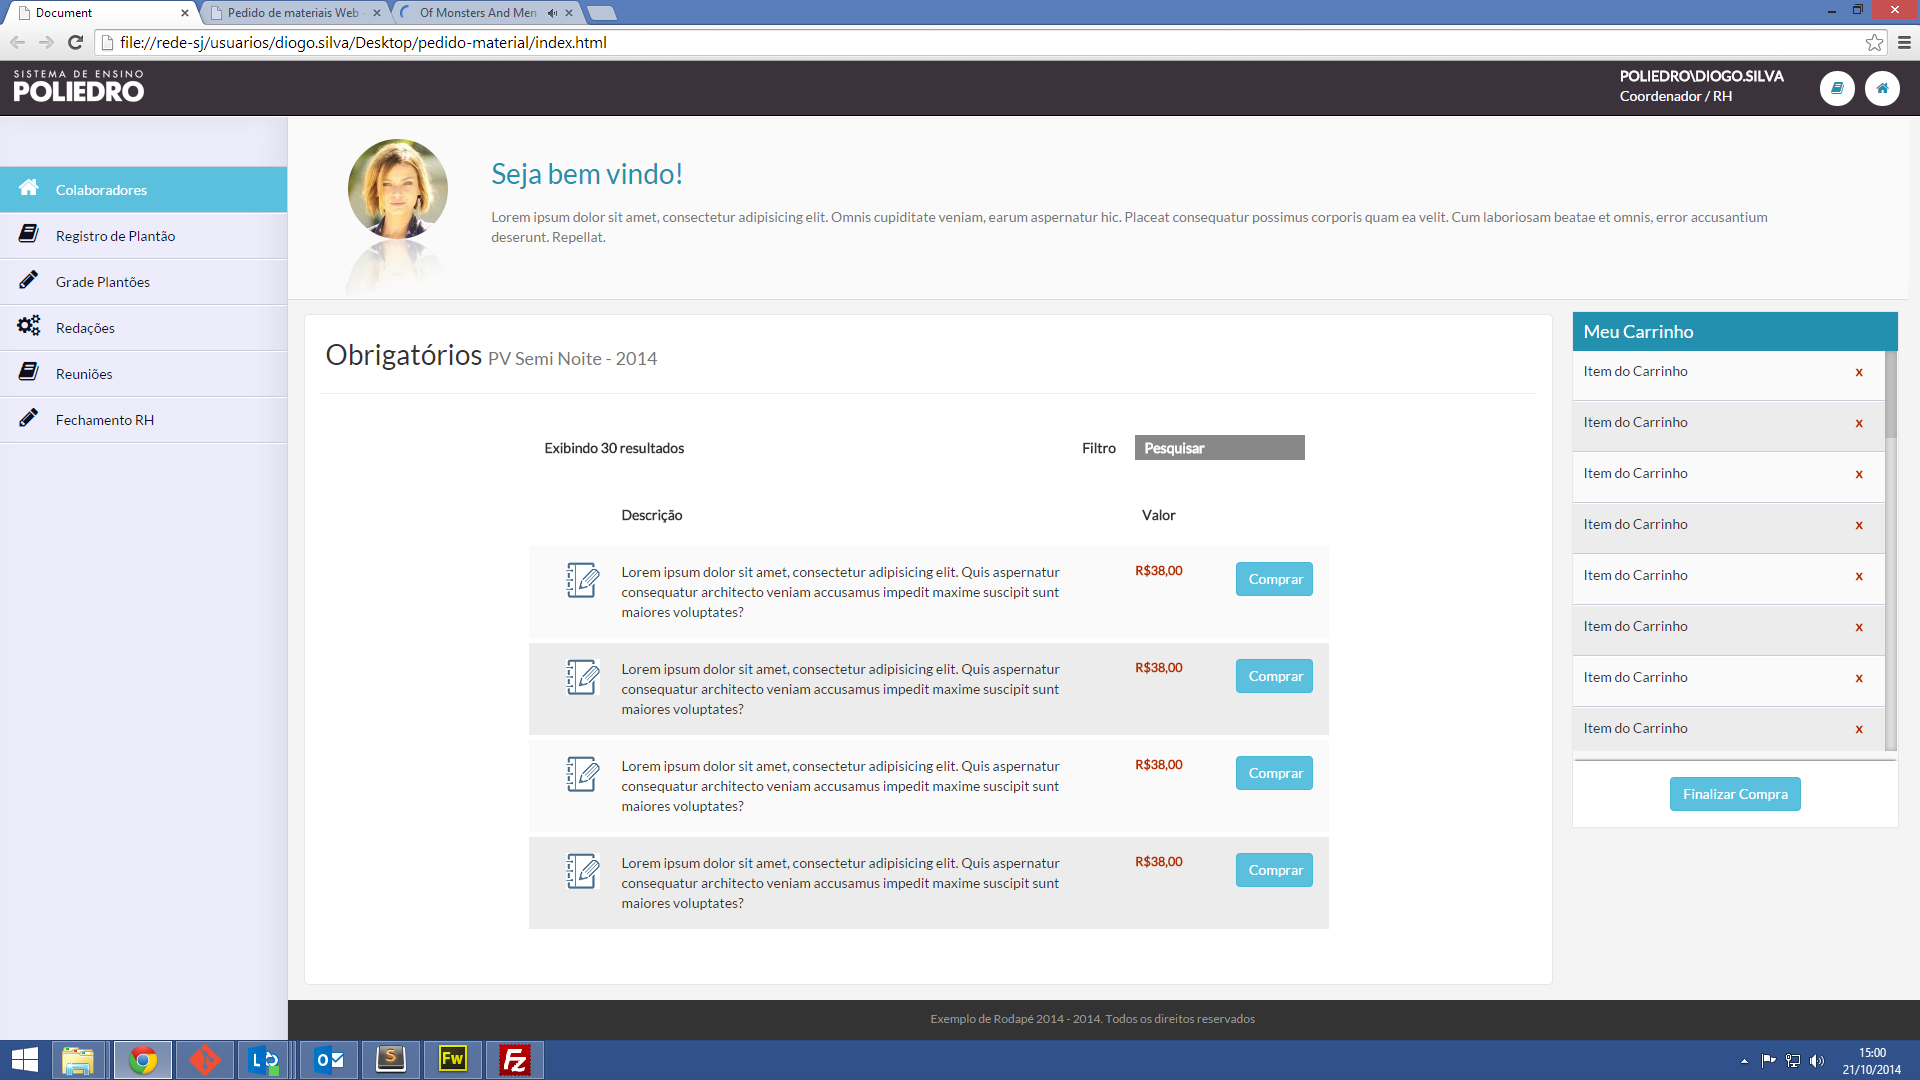 Document
Pedido de materiais Web
Of Monsters And Men
file://rede-sj/usuarios/diogo.silva/Desktop/pedido-material/index.html
SISTEMA DE ENSINO
POLIEDRO
POLIEDRO\DIOGO.SILVA
Coordenador / RH
Colaboradores
Registro de Plantão
Grade Plantões
Redações
Reuniões
Fechamento RH
Seja bem vindo!
Lorem ipsum dolor sit amet, consectetur adipisicing elit. Omnis cupiditate veniam, earum aspernatur hic. Placeat consequatur possimus corporis quam ea velit. Cum laboriosam beatae et omnis, error accusantium
deserunt. Repellat.
Obrigatórios PV Semi Noite - 2014
Exibindo 30 resultados
Filtro
Pesquisar
Descrição
Valor
Lorem ipsum dolor sit amet, consectetur adipisicing elit. Quis aspernatur
consequatur architecto veniam accusamus impedit maxime suscipit sunt
maiores voluptates?
R$38,00
Comprar
Lorem ipsum dolor sit amet, consectetur adipisicing elit. Quis aspernatur
consequatur architecto veniam accusamus impedit maxime suscipit sunt
maiores voluptates?
R$38,00
Comprar
Lorem ipsum dolor sit amet, consectetur adipisicing elit. Quis aspernatur
consequatur architecto veniam accusamus impedit maxime suscipit sunt
maiores voluptates?
R$38,00
Comprar
Lorem ipsum dolor sit amet, consectetur adipisicing elit. Quis aspernatur
consequatur architecto veniam accusamus impedit maxime suscipit sunt
maiores voluptates?
R$38,00
Comprar
Meu Carrinho
Item do Carrinho x
Item do Carrinho x
Item do Carrinho x
Item do Carrinho x
Item do Carrinho x
Item do Carrinho x
Item do Carrinho x
Item do Carrinho x
Finalizar Compra
Exemplo de Rodapé 2014 - 2014. Todos os direitos reservados
Fw
Fz
15:00
21/10/2014